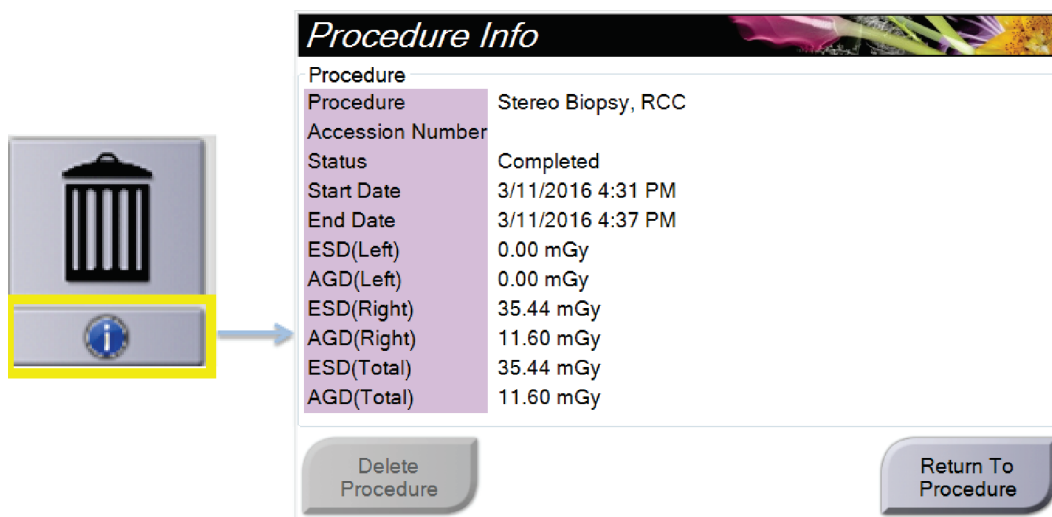 Procedure Info
Procedure
Procedure Stereo Biopsy, RCC
Accession Number
Status Completed
Start Date 3/11/2016 4:31 PM
End Date 3/11/2016 4:37 PM
ESD(Left) 0.00 mGy
AGD(Left) 0.00 mGy
ESD(Right) 35.44 mGy
AGD(Right) 11.60 mGy
ESD(Total) 35.44 mGy
AGD(Total) 11.60 mGy
Delete
Procedure
Return To
Procedure